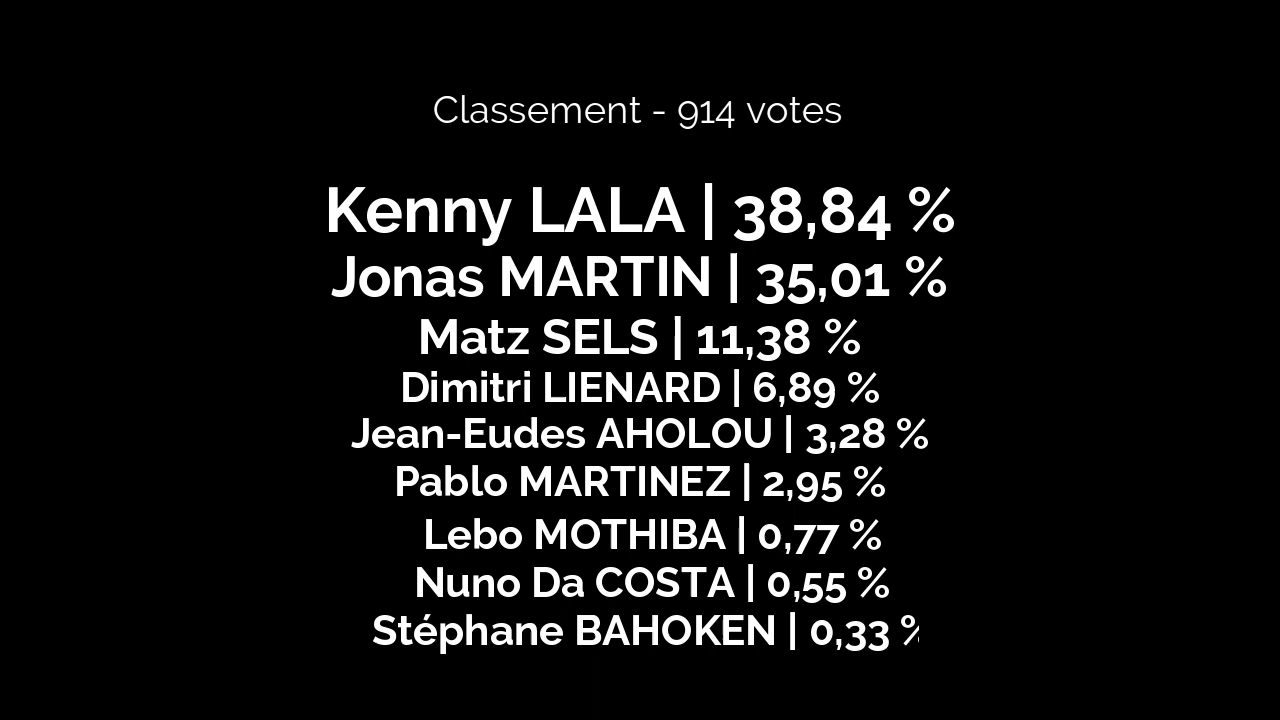 Classement - 914 votes
Kenny LALA | 38,84 %
Jonas MARTIN | 35,01 %
Matz SELS | 11,38 %
Dimitri LIENARD | 6,89 %
Jean-Eudes AHOLOU | 3,28 %
Pablo MARTINEZ | 2,95 %
Lebo MOTHIBA | 0,77 %
Nuno Da COSTA | 0,55 %
Stéphane BAHOKEN | 0,33 %